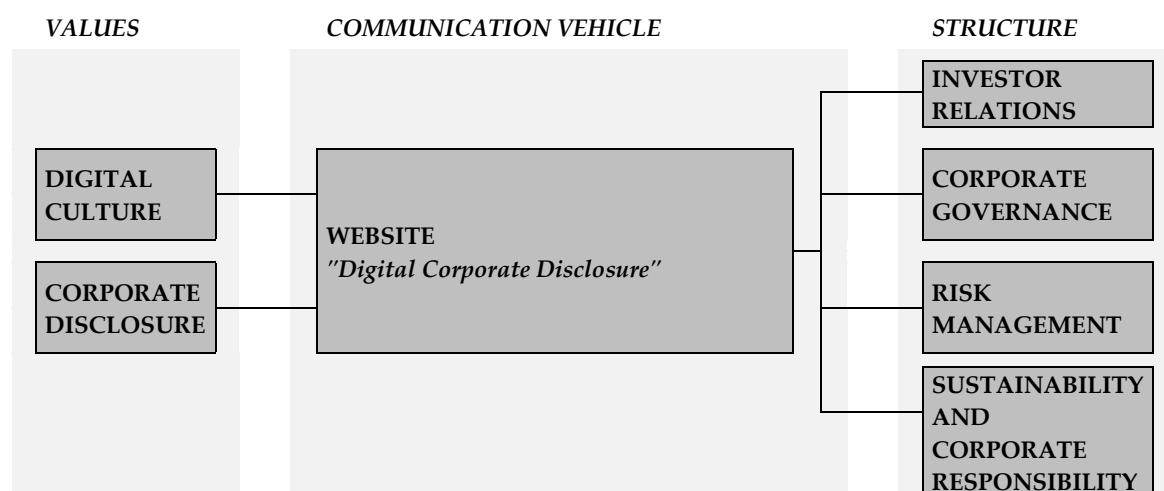 VALUES
COMMUNICATION VEHICLE
STRUCTURE
DIGITAL
CULTURE
CORPORATE
DISCLOSURE
WEBSITE
"Digital Corporate Disclosure"
INVESTOR
RELATIONS
CORPORATE
GOVERNANCE
RISK
MANAGEMENT
SUSTAINABILITY
AND
CORPORATE
RESPONSIBILITY